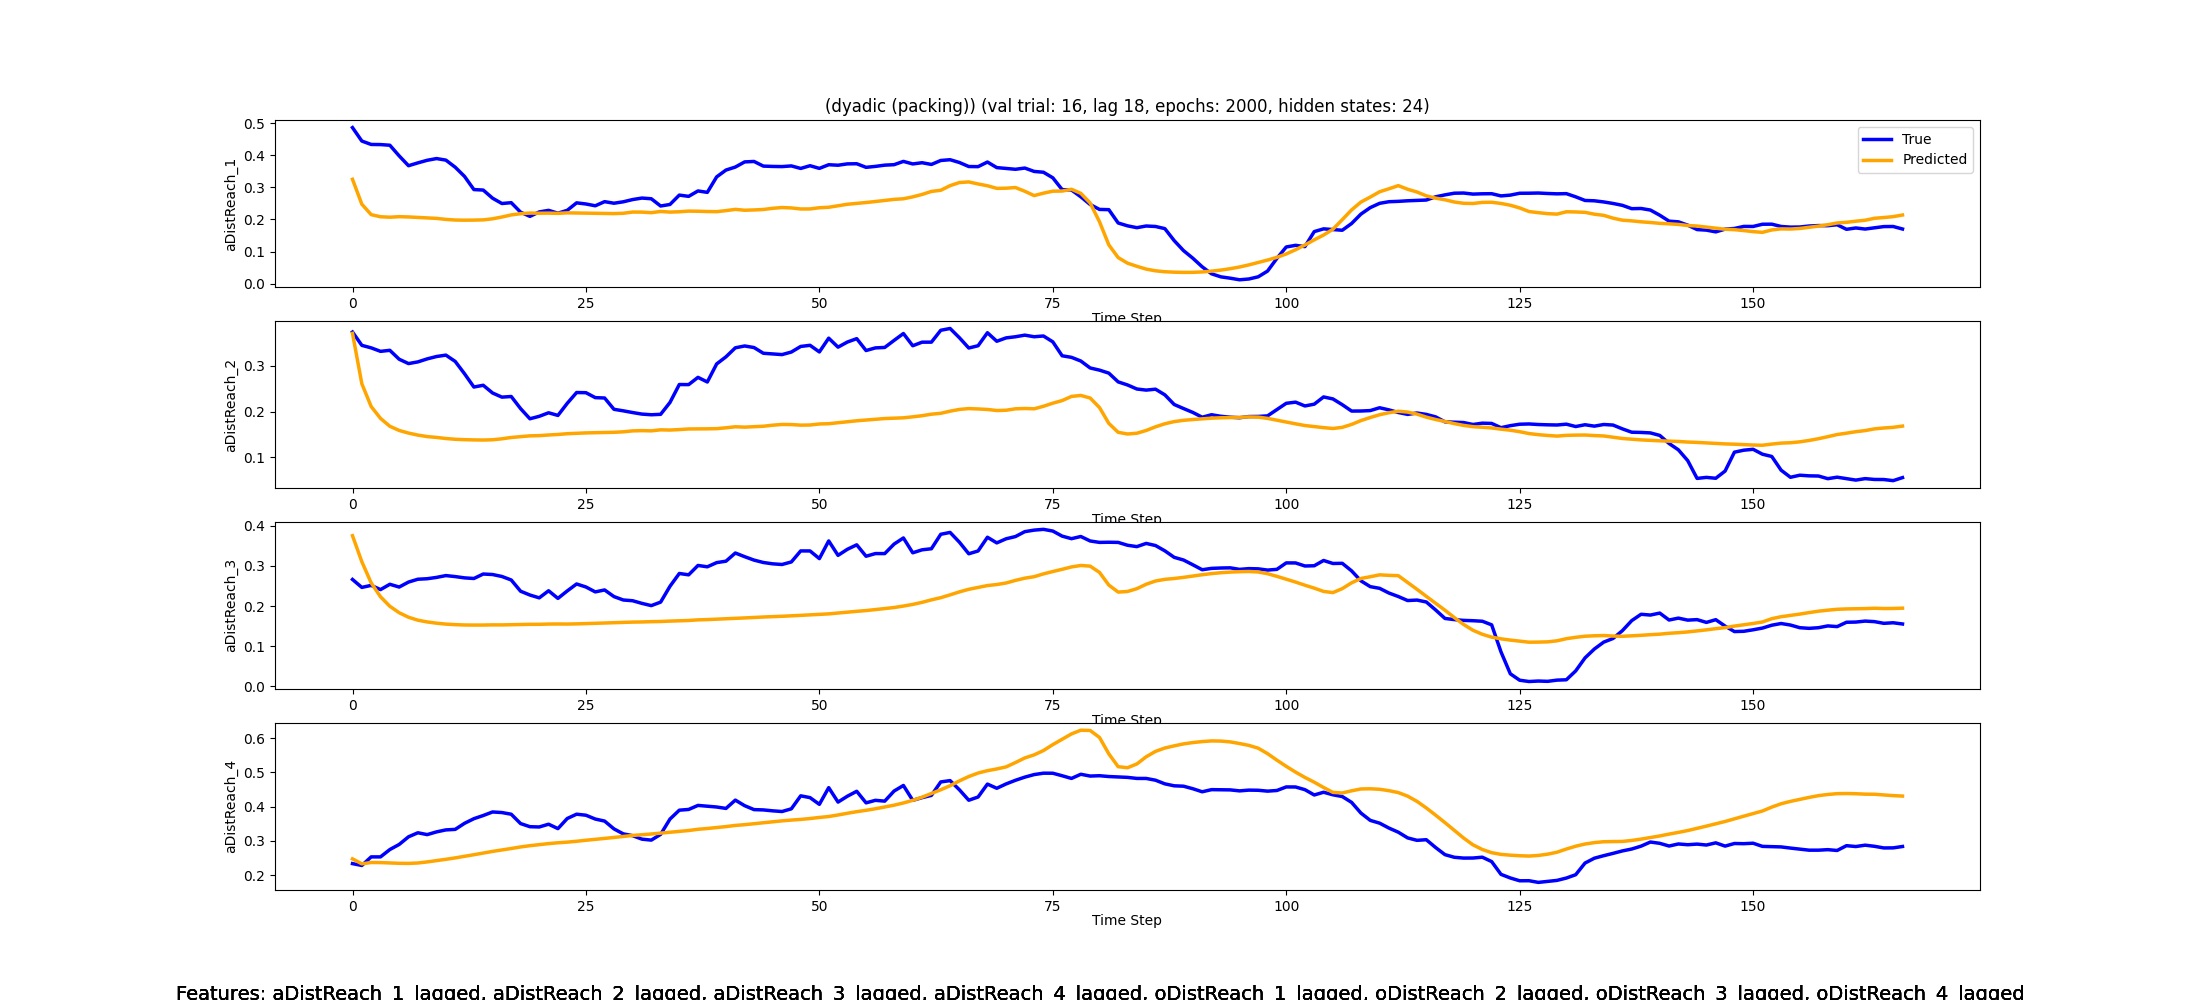 (dyadic (packing)) (val trial: 16, lag 18, epochs: 2000, hidden states: 24)
aDistReach_1
0.5
0.4
0.3
0.2
0.1
0.0
True
Predicted
0 25 50 75 100 125 150
Time Step
aDistReach_2
0.3
0.2
0.1
0 25 50 75 100 125 150
Time Step
aDistReach_3
0.4
0.3
0.2
0.1
0.0
0 25 50 75 100 125 150
Time Step
aDistReach_4
0.6
0.5
0.4
0.3
0.2
0 25 50 75 100 125 150
Time Step
Features: aDistReach_1_lagged, aDistReach_2_lagged, aDistReach_3_lagged, aDistReach_4_lagged, oDistReach_1_lagged, oDistReach_2_lagged, oDistReach_3_lagged, oDistReach_4_lagged